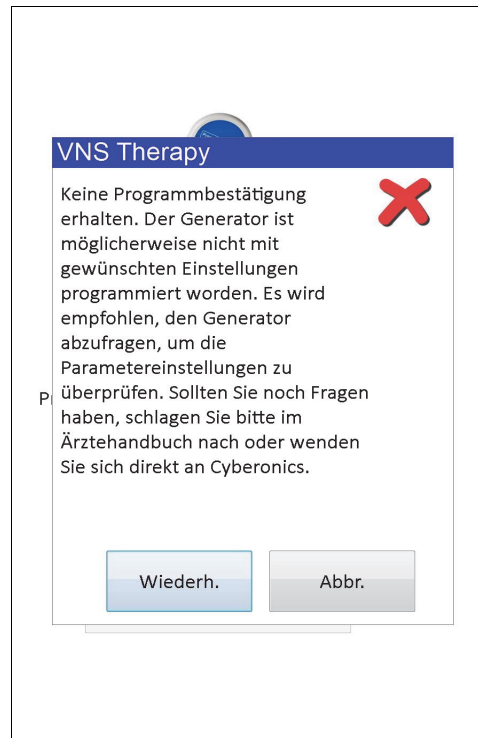 VNS Therapy
Keine Programmbestätigung
erhalten. Der Generator ist
möglicherweise nicht mit
gewünschten Einstellungen
programmiert worden. Es wird
empfohlen, den Generator
abzufragen, um die
Parametereinstellungen zu
überprüfen. Sollten Sie noch Fragen
haben, schlagen Sie bitte im
Ärztehandbuch nach oder wenden
Sie sich direkt an Cyberonics.
Wiederh.
Abbr.